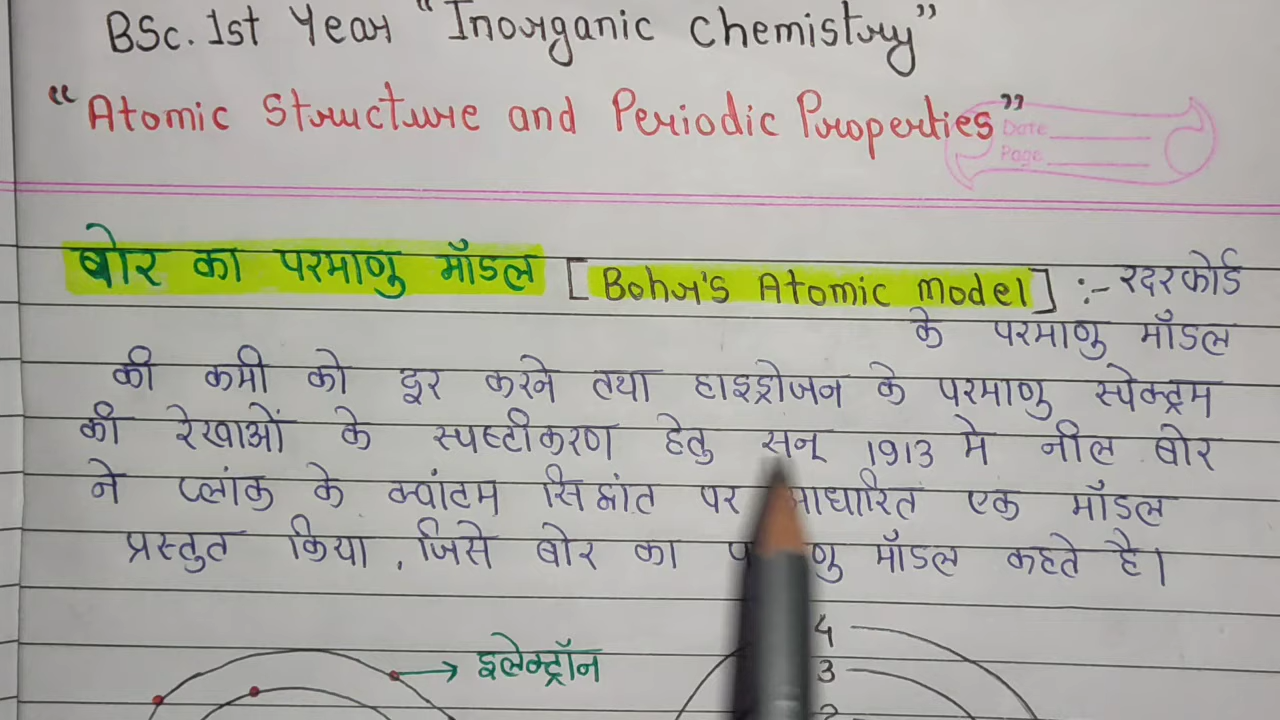 BSc. 1st Year "Inorganic Chemistry"
"Atomic Structure and Periodic Properties"
Date
Page
बोर का परमाणु मॉडल [Bohr's Atomic Model] :- रदरफोर्ड
के परमाणु मॉडल
की कमी को दूर करने तथा हाइड्रोजन के परमाणु स्पेक्ट्रम
की रेखाओं के स्पष्टीकरण हेतु सन् 1913 मे नील बोर
ने प्लांक के क्वांटम सिद्धांत पर आधारित एक मॉडल
प्रस्तुत किया, जिसे बोर का मॉडल कहते है।
इलेक्ट्रॉन
4
3